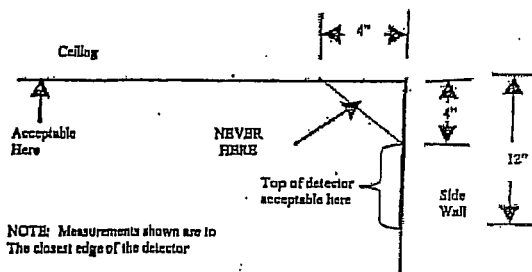 4"
Ceiling
4"
Acceptable
Here
NEVER
HERE
12"
Top of detector
acceptable here
Side
Wall
NOTE: Measurements shown are to
The closest edge of the detector